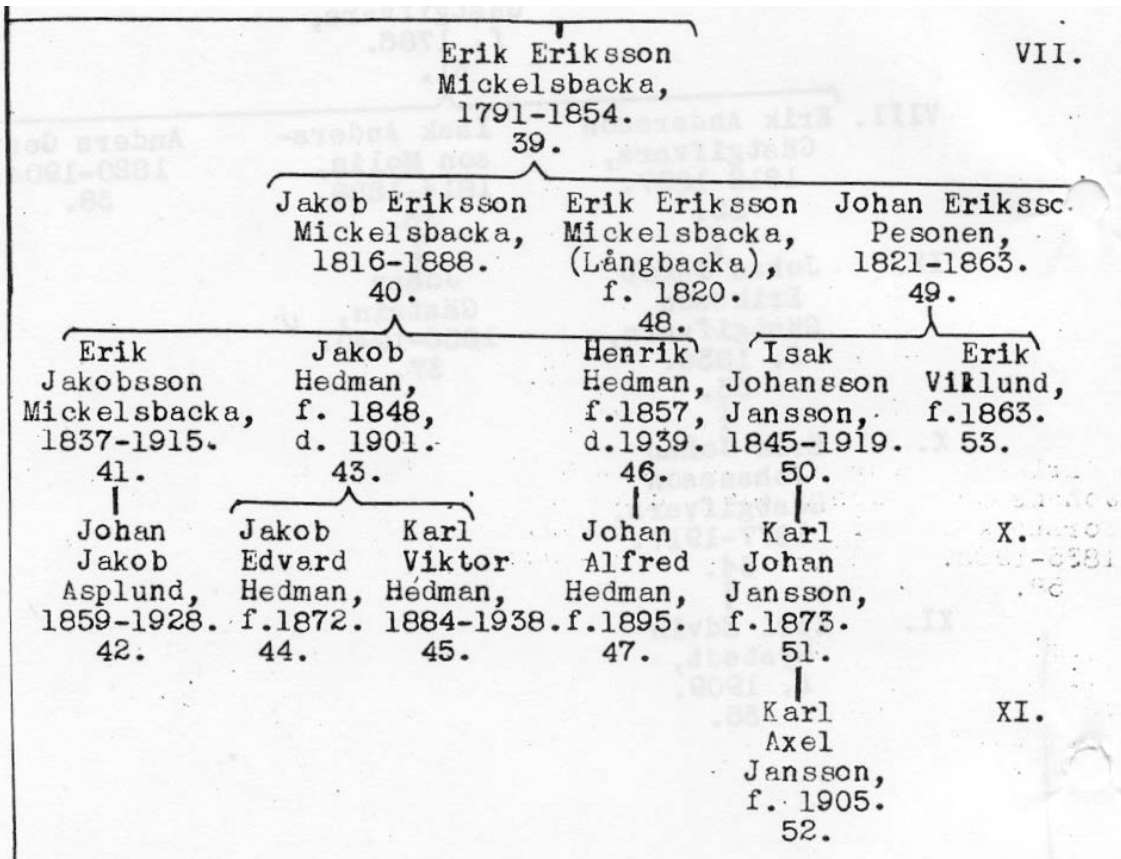 Erik Eriksson VII.
Mickelsbacka,
1791-1854.
39.
Jakob Eriksson Erik Eriksson Johan Eriksso
Mickelsbacka, Mickelsbacka, Pesonen,
1816-1888. (Långbacka), 1821-1863.
40. f. 1820. 49.
48.
Erik Jakob Henrik Isak Erik
Jakobsson Hedman, Hedman, Johansson Viklund,
Mickelsbacka, f. 1848, f.1857, Jansson, f.1863.
1837-1915. d. 1901. d.1939. 1845-1919. 53.
41. 43. 46. 50.
Johan Jakob Karl Johan Karl X.
Jakob Edvard Viktor Alfred Johan
Asplund, Hedman, Hedman, Hedman, Jansson,
1859-1928. f.1872. 1884-1938. f.1895. f.1873.
42. 44. 45. 47. 51.
Karl XI.
Axel
Jansson,
f. 1905.
52.